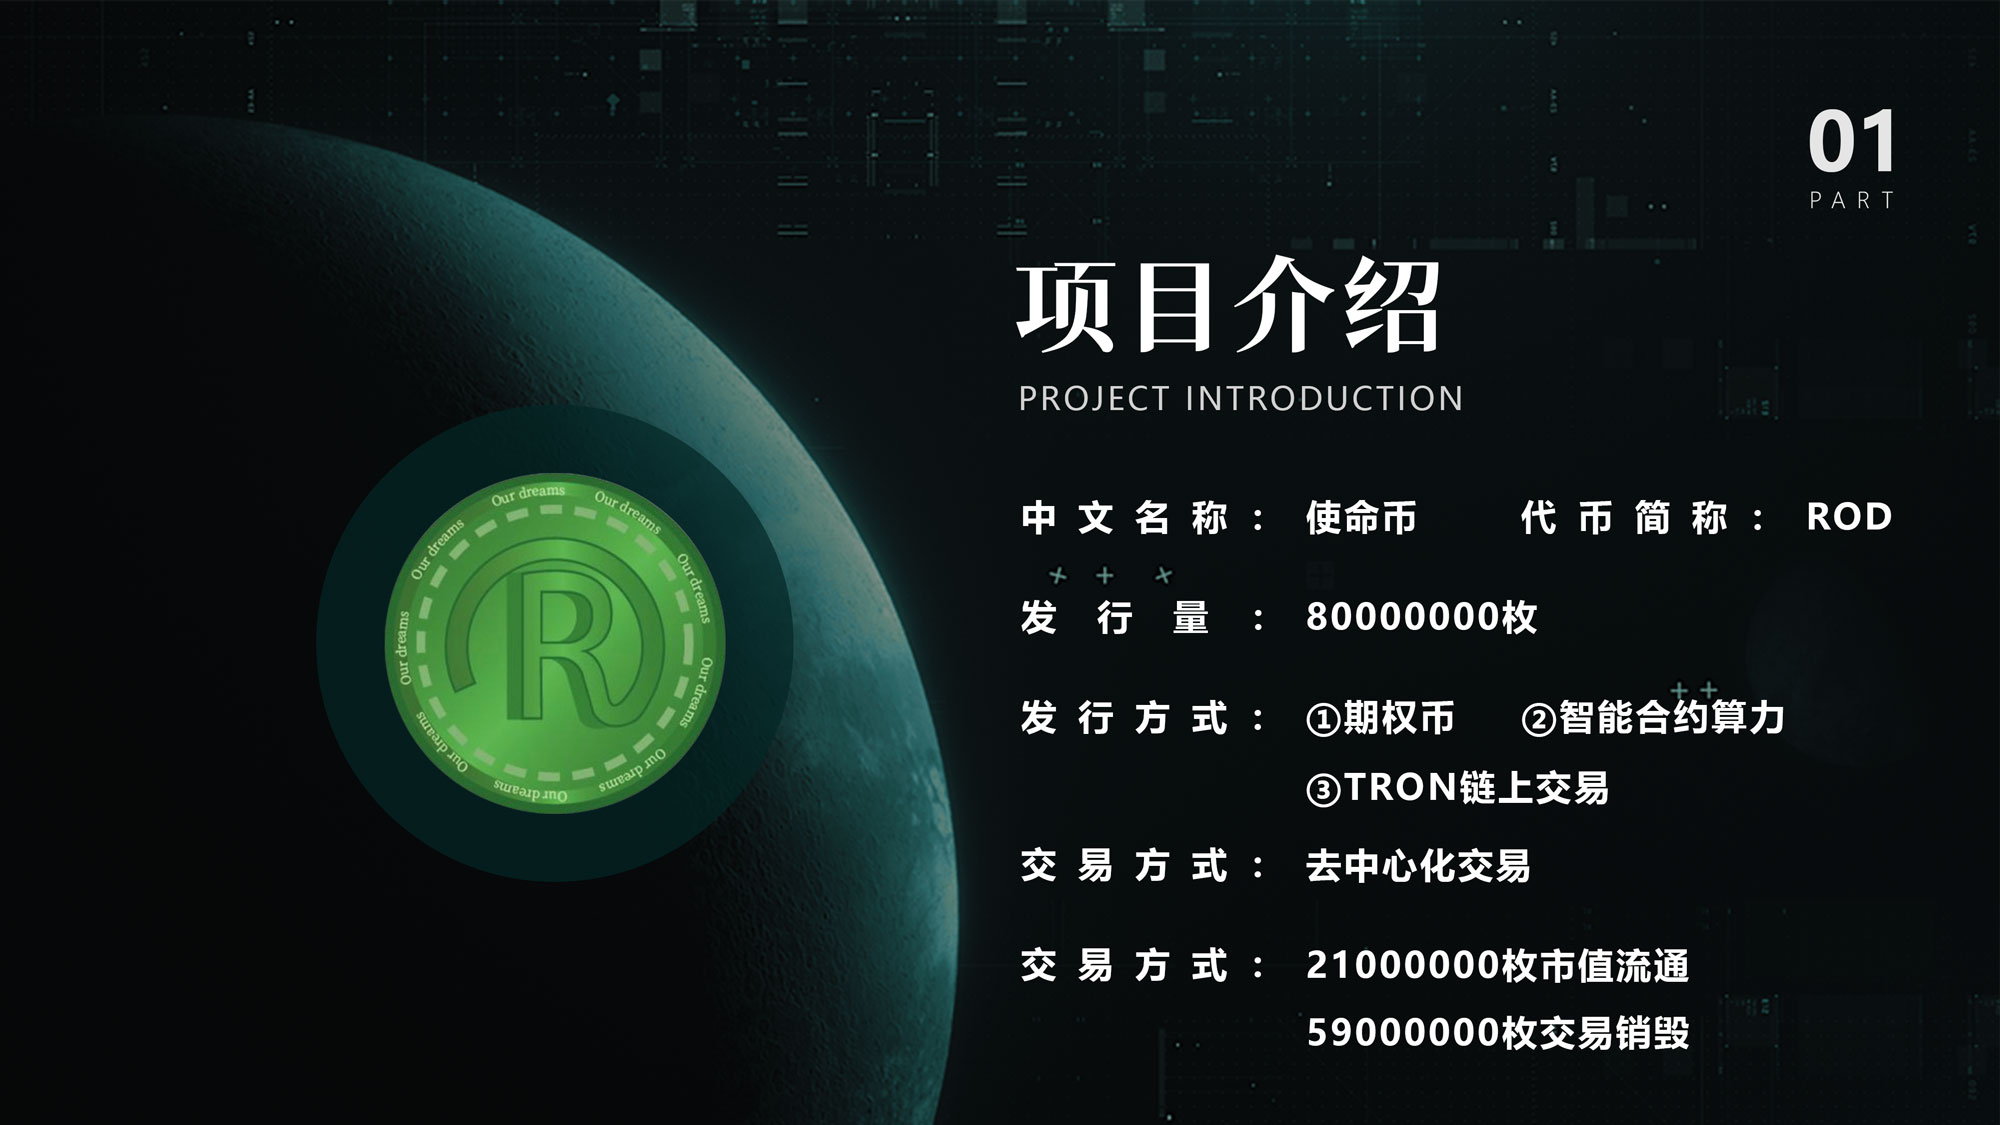 01
PART
项目介绍
PROJECT INTRODUCTION
中文名称： 使命币 代币简称： ROD
发行量： 80000000枚
发行方式： ①期权币 ②智能合约算力
③TRON链上交易
交易方式： 去中心化交易
交易方式： 21000000枚市值流通
59000000枚交易销毁
Our dreams
Our dreams
Our dreams
Our dreams
Our dreams
Our dreams
Our dreams
Our dreams
Our dreams
R